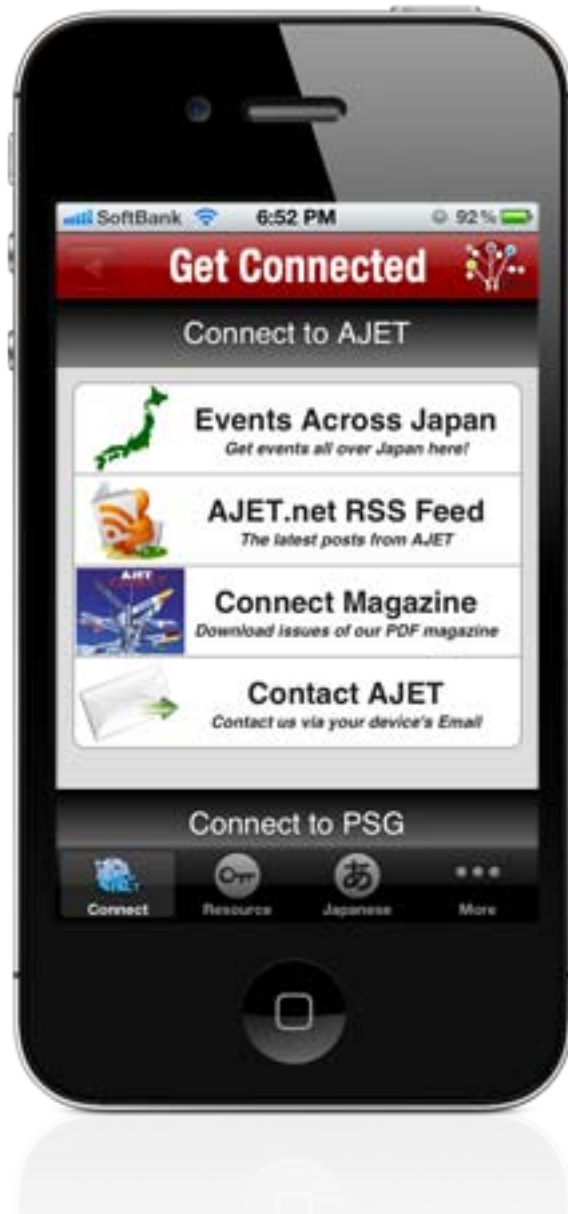 SoftBank 6:52 PM 92%
Get Connected
Connect to AJET
Events Across Japan
Get events all over Japan here!
AJET.net RSS Feed
The latest posts from AJET
AJET
Connect Magazine
Download issues of our PDF magazine
Contact AJET
Contact us via your device's Email
Connect to PSG
あ
Connect Resource Japanese More